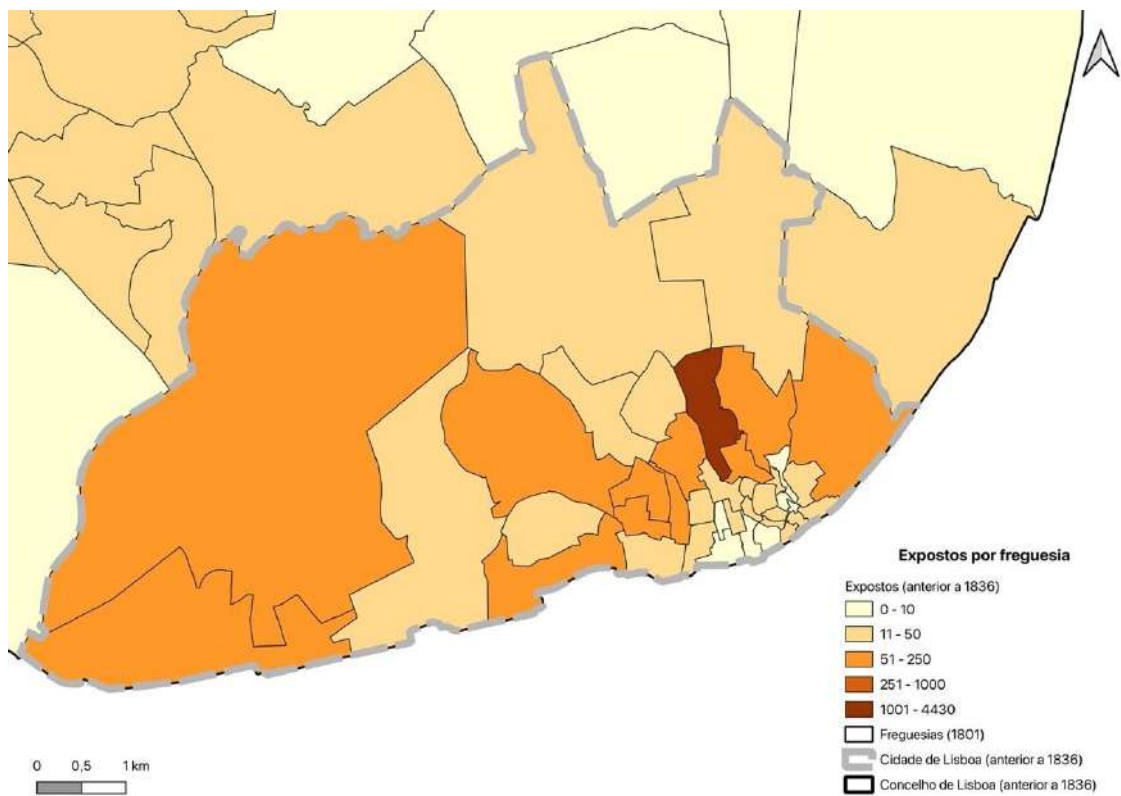 Expostos por freguesia
Expostos (anterior a 1836)
0 - 10
11 - 50
51 - 250
251 - 1000
1001 - 4430
Freguesias (1801)
Cidade de Lisboa (anterior a 1836)
Concelho de Lisboa (anterior a 1836)
0 0,5 1 km